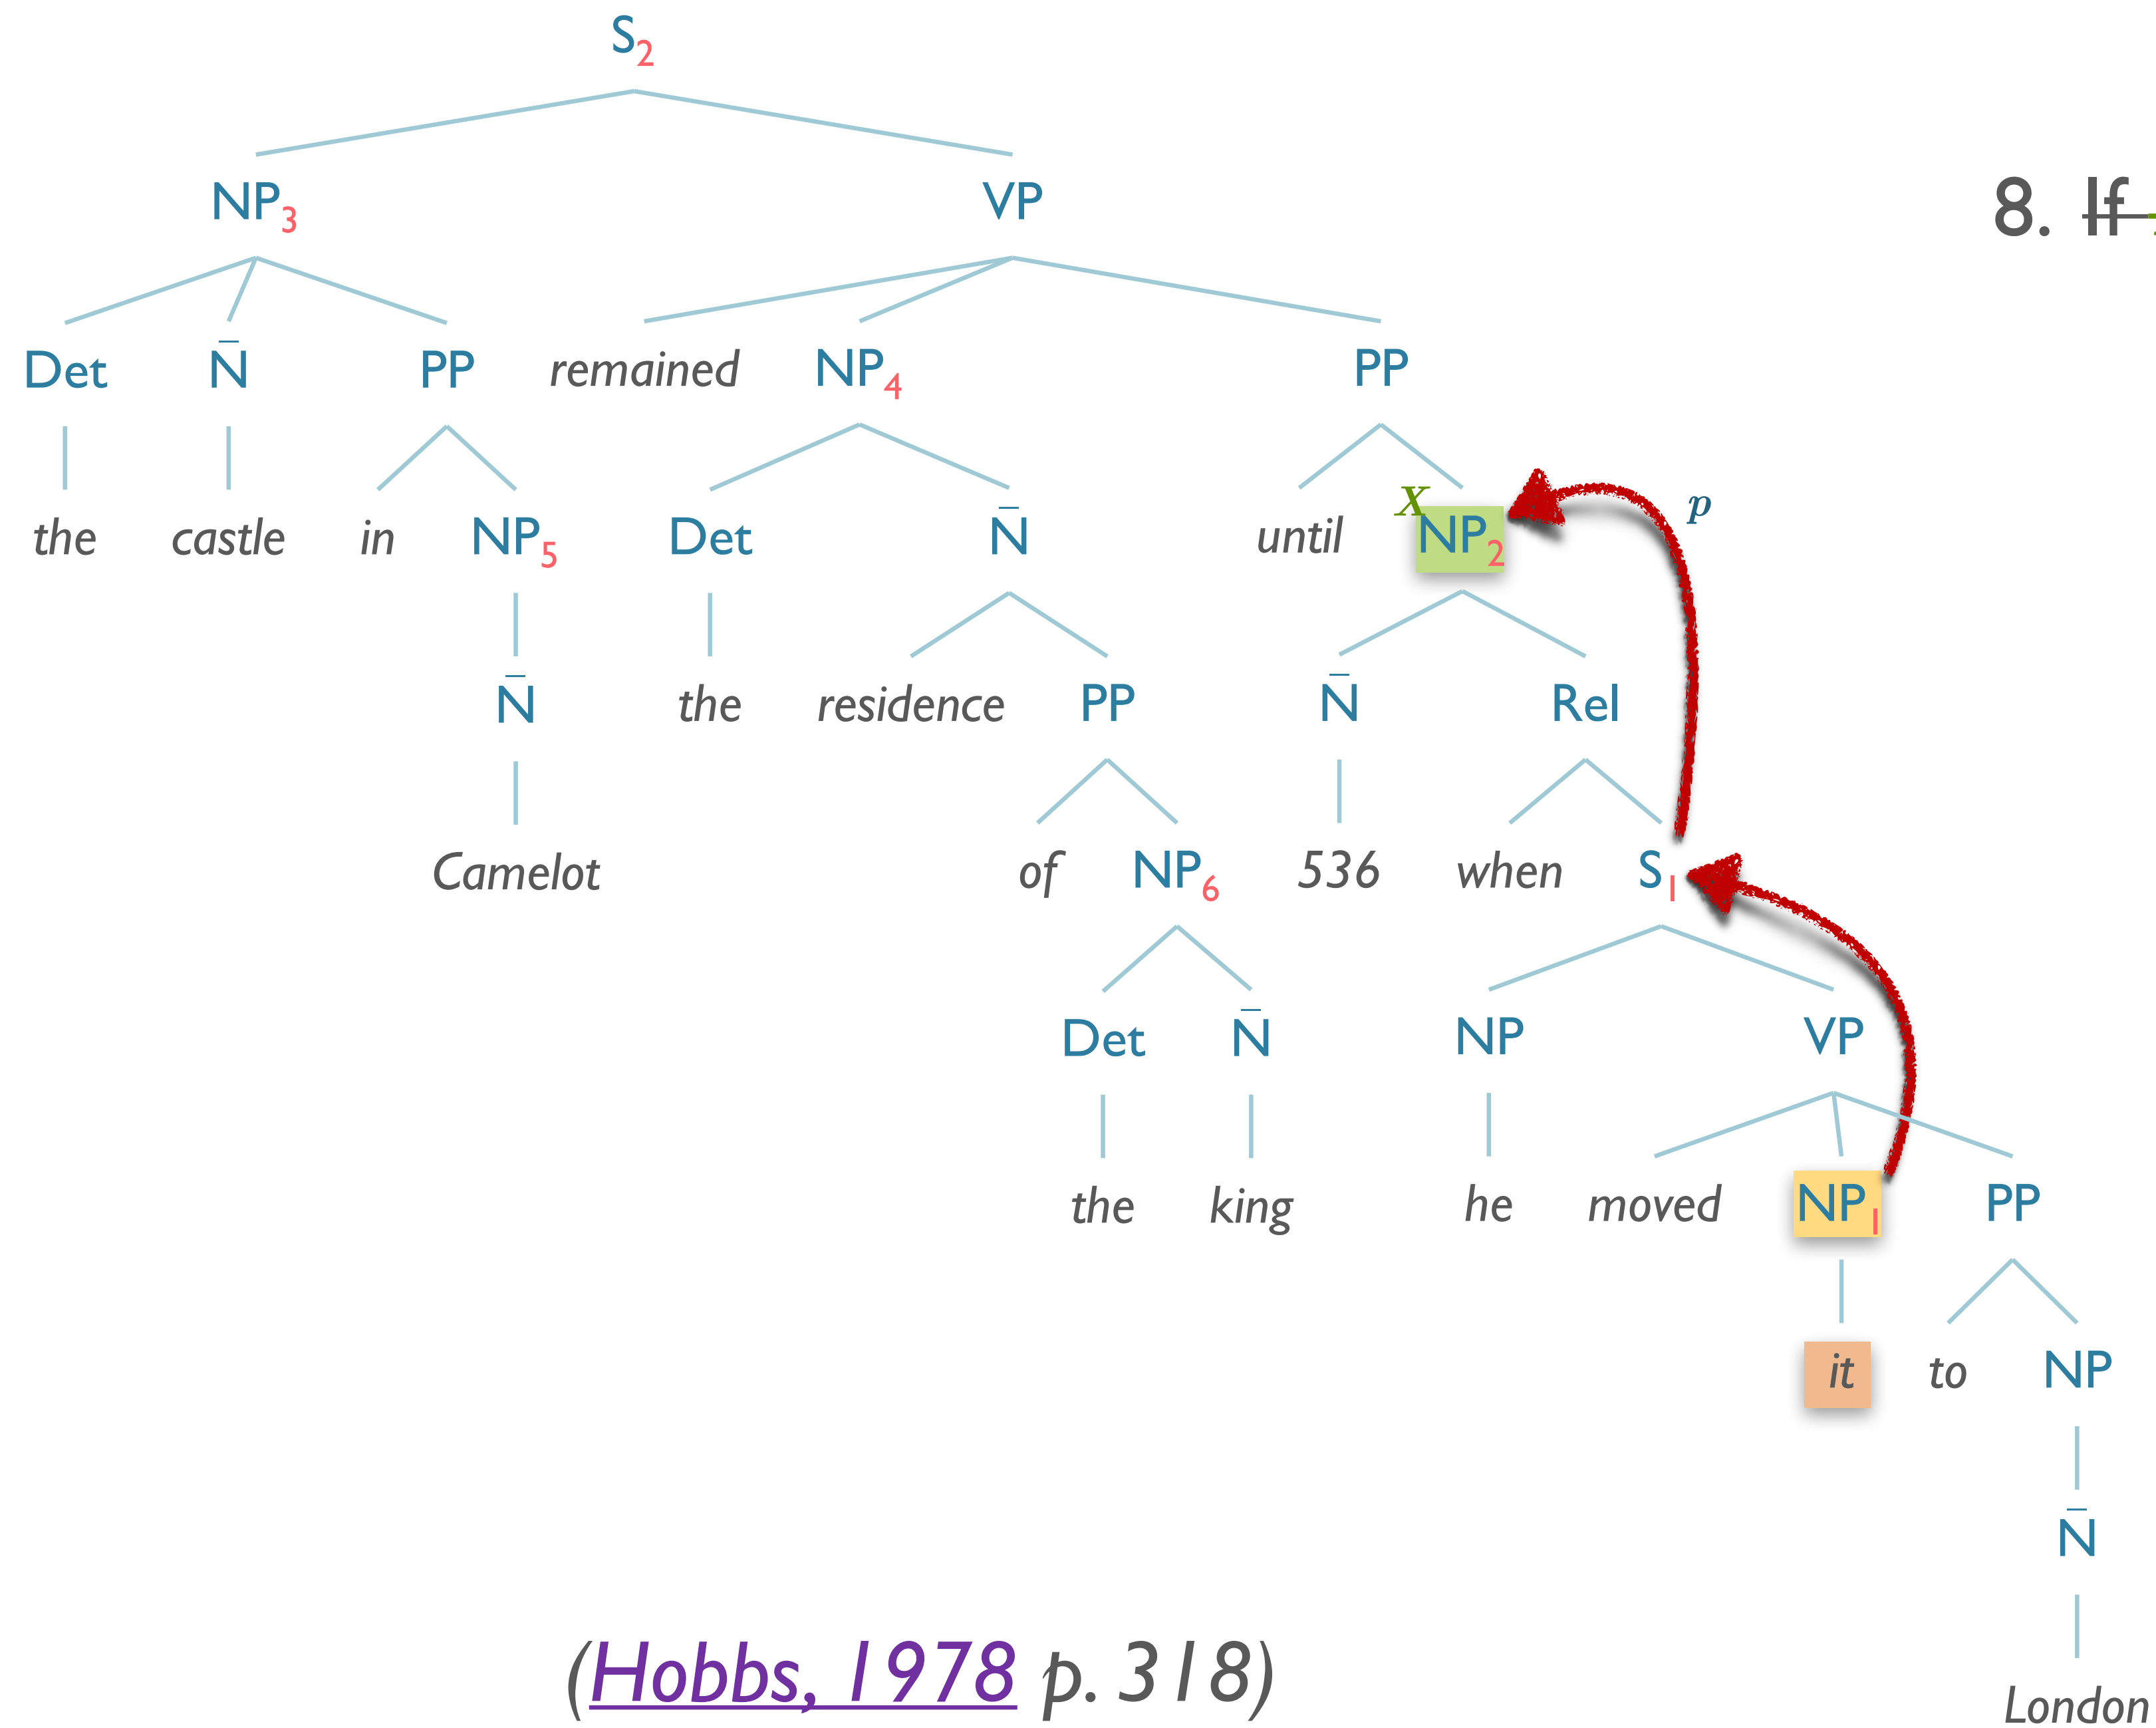 S2
NP3 VP
8. If
Det N̄ PP remained NP4 PP
X p
the castle in NP5 Det N̄ until NP2
N̄ the residence PP N̄ Rel
Camelot of NP6 536 when S1
Det N̄ NP VP
the king he moved NP1 PP
it to NP
N̄
(Hobbs, 1978 p. 318)
London